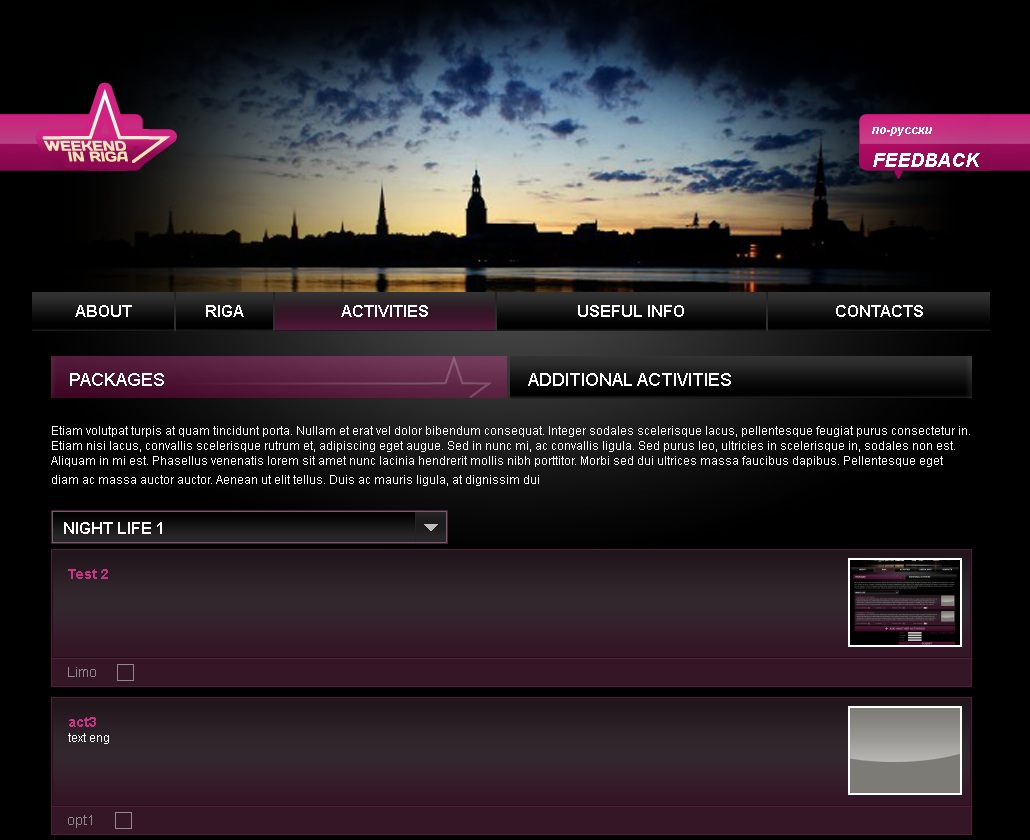 WEEKEND
IN RIGA
по-русски
FEEDBACK
ABOUT
RIGA
ACTIVITIES
USEFUL INFO
CONTACTS
PACKAGES
ADDITIONAL ACTIVITIES
Etiam volutpat turpis at quam tincidunt porta. Nullam et erat vel dolor bibendum consequat. Integer sodales scelerisque lacus, pellentesque feugiat purus consectetur in.
Etiam nisi lacus, convallis scelerisque rutrum et, adipiscing eget augue. Sed in nunc mi, ac convallis ligula. Sed purus leo, ultricies in scelerisque in, sodales non est.
Aliquam in mi est. Phasellus venenatis lorem sit amet nunc lacinia hendrerit mollis nibh porttitor. Morbi sed dui ultrices massa faucibus dapibus. Pellentesque eget
diam ac massa auctor auctor. Aenean ut elit tellus. Duis ac mauris ligula, at dignissim dui
NIGHT LIFE 1
Test 2
Limo
act3
text eng
opt1